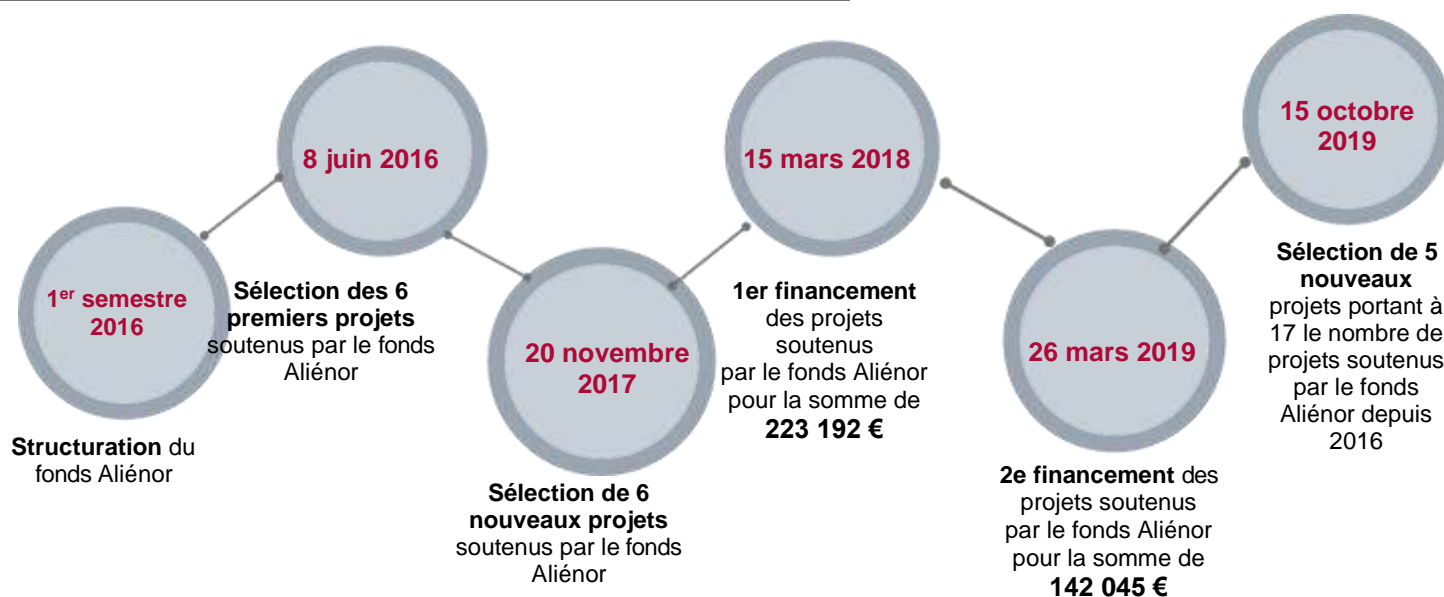 1er semestre
2016
Structuration du
fonds Aliénor
8 juin 2016
Sélection des 6
premiers projets
soutenus par le fonds
Aliénor
20 novembre
2017
Sélection de 6
nouveaux projets
soutenus par le fonds
Aliénor
15 mars 2018
1er financement
des projets
soutenus
par le fonds Aliénor
pour la somme de
223 192 €
26 mars 2019
2e financement des
projets soutenus
par le fonds Aliénor
pour la somme de
142 045 €
15 octobre
2019
Sélection de 5
nouveaux
projets portant à
17 le nombre de
projets soutenus
par le fonds
Aliénor depuis
2016